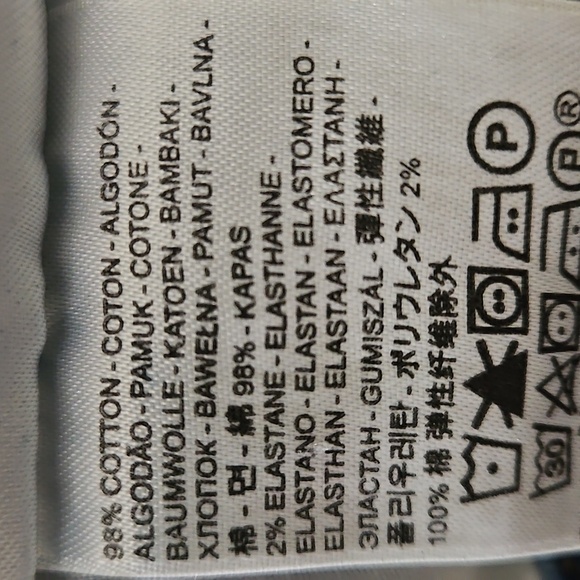 98% COTTON - COTON - ALGODÓN -
ALGODÃO - PAMUK - COTONE -
BAUMWOLLE - KATOEN - BAMBAKI -
ХЛОПОК - BAWEŁNA - PAMUT - BAVLNA -
棉 - 면 - 綿 98% - KAPAS
2% ELASTANE - ELASTHANNE -
ELASTANO - ELASTAN - ELASTOMERO -
ELASTHAN - ELASTAAN - ΕΛΑΣΤΑΝΗ -
ЭЛАСТАН - GUMISZÁL - 彈性纖維 -
폴리우레탄 - ポリウレタン 2%
100% 棉 弹性纤维除外
P
30 P ®